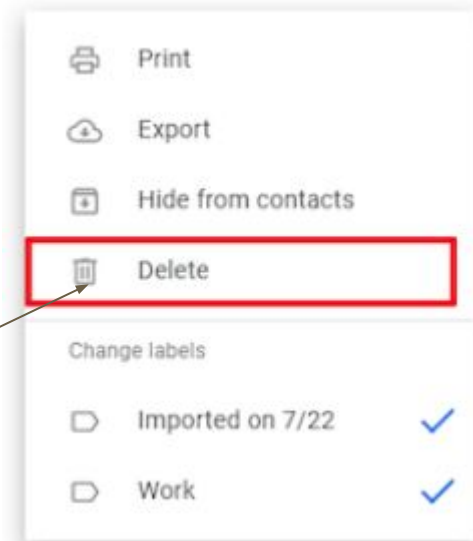 Print
Export
Hide from contacts
Delete
Change labels
Imported on 7/22
Work